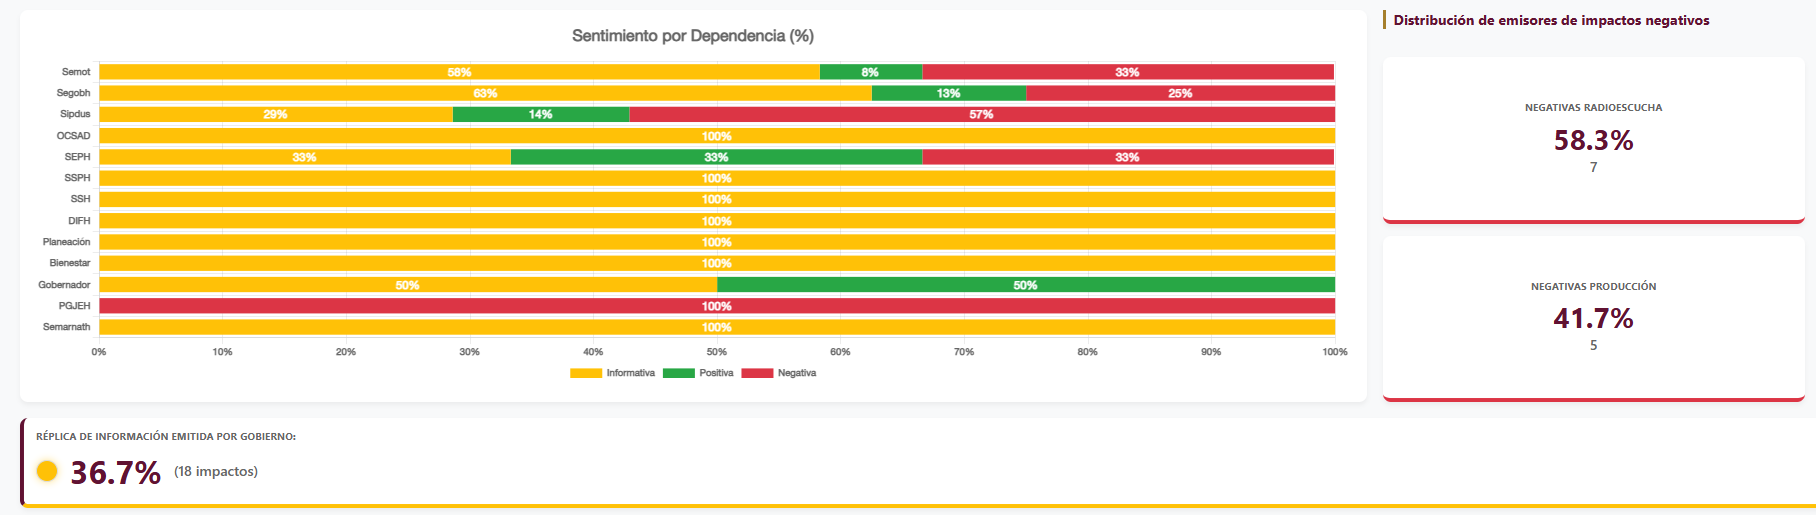 Sentimiento por Dependencia (%)
Semot 58% 8% 33%
Segobh 63% 13% 25%
Sipdus 29% 14% 57%
OCSAD 100%
SEPH 33% 33% 33%
SSPH 100%
SSH 100%
DIFH 100%
Planeación 100%
Bienestar 100%
Gobernador 50% 50%
PGJEH 100%
Semarnath 100%
0% 10% 20% 30% 40% 50% 60% 70% 80% 90% 100%
Informativa Positiva Negativa
Distribución de emisores de impactos negativos
NEGATIVAS RADIOESCUCHA
58.3%
7
NEGATIVAS PRODUCCIÓN
41.7%
5
RÉPLICA DE INFORMACIÓN EMITIDA POR GOBIERNO:
36.7% (18 impactos)